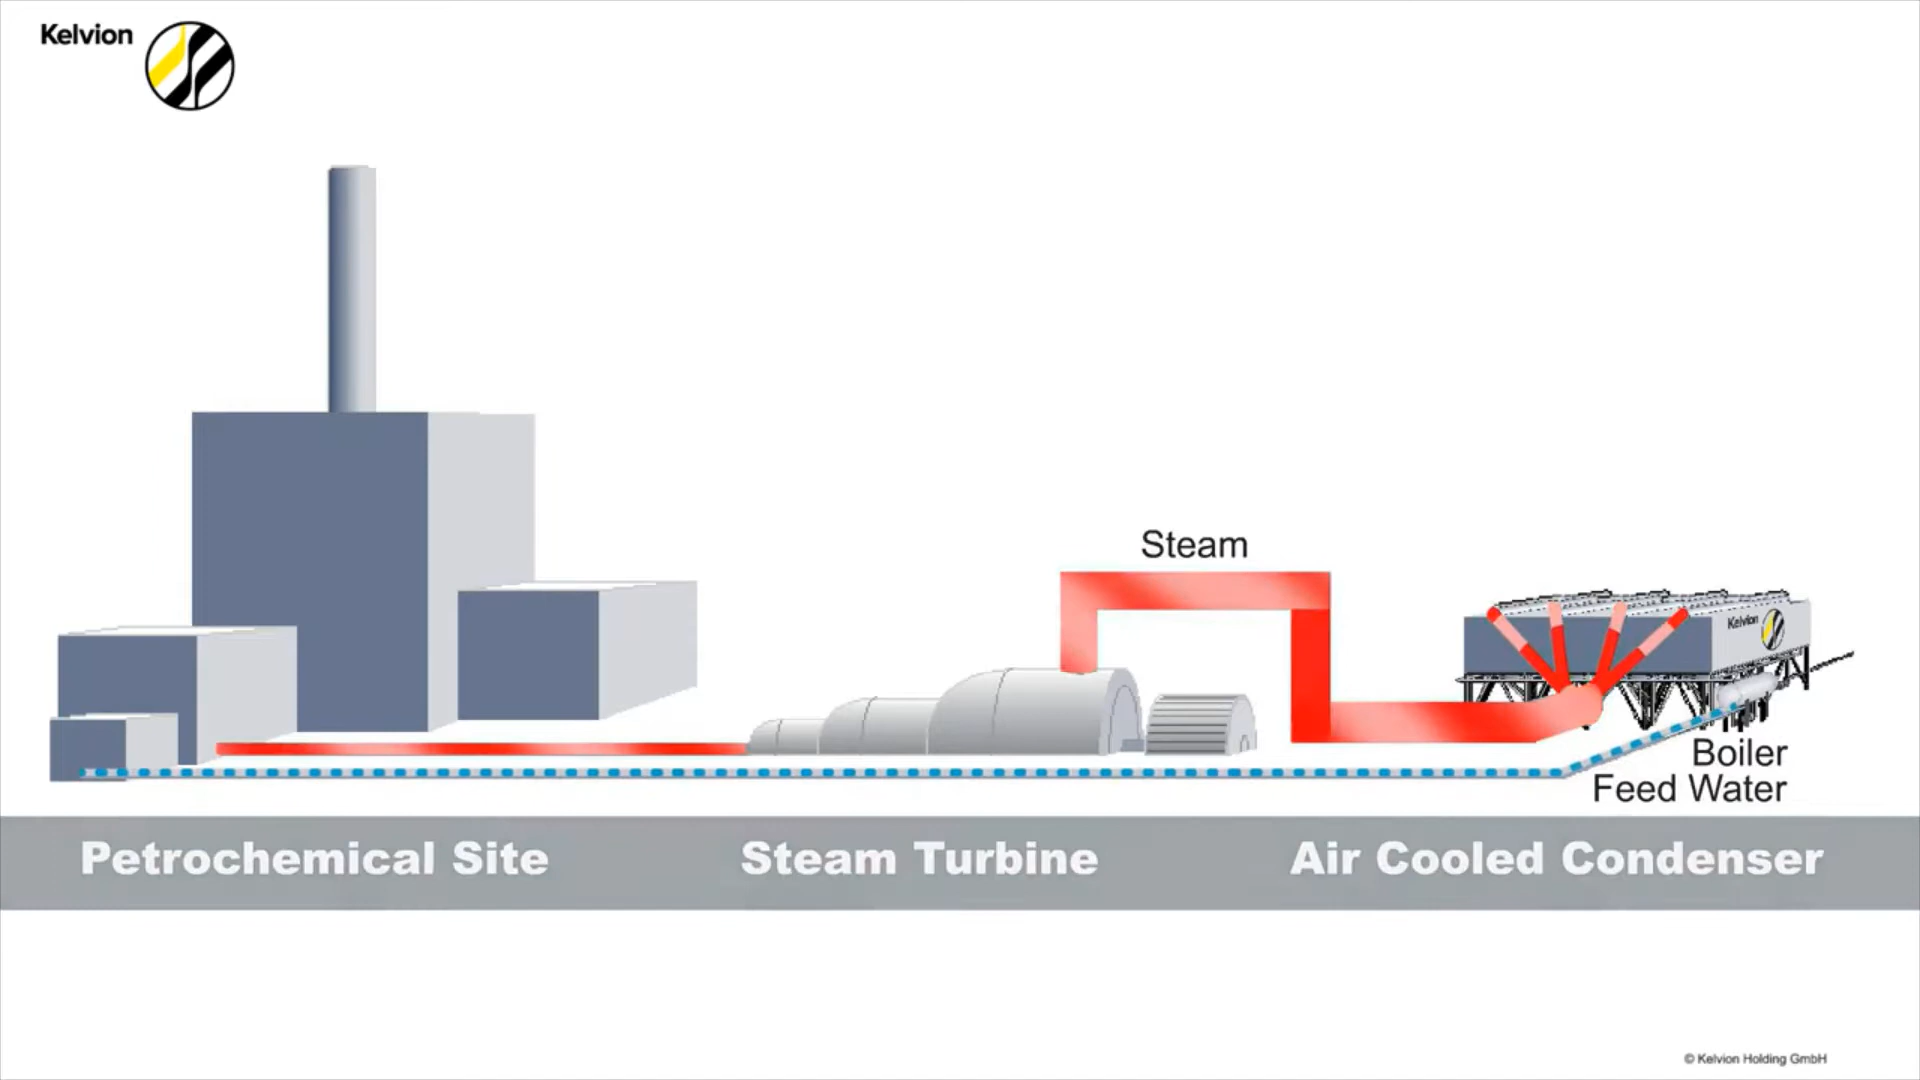 Kelvion
Steam
Kelvion
Boiler
Feed Water
Petrochemical Site
Steam Turbine
Air Cooled Condenser
© Kelvion Holding GmbH